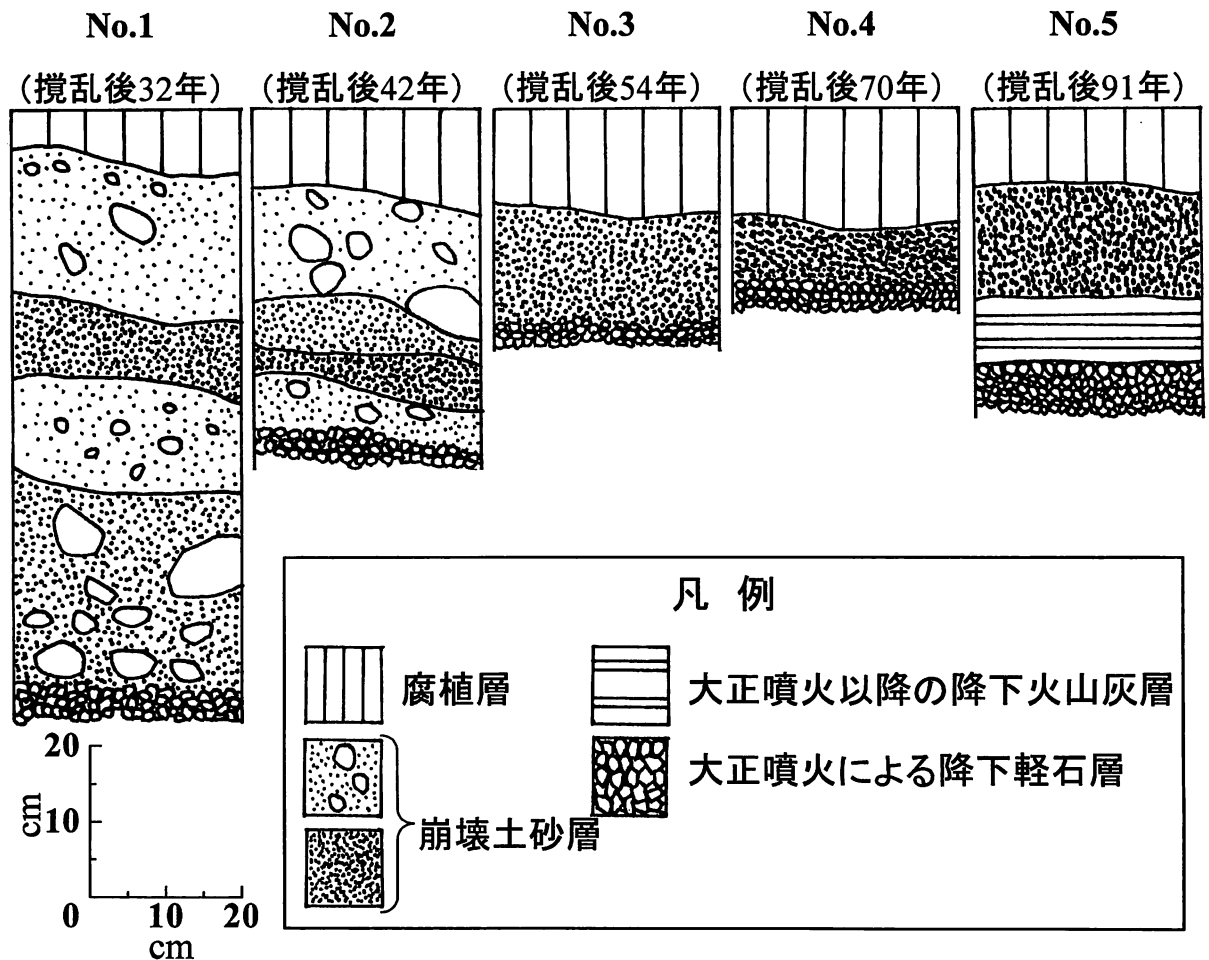 No.1 No.2 No.3 No.4 No.5
(撹乱後32年) (撹乱後42年) (撹乱後54年) (撹乱後70年) (撹乱後91年)
凡 例
腐植層
大正噴火以降の降下火山灰層
大正噴火による降下軽石層
崩壊土砂層
20
10
cm
0 10 20
cm